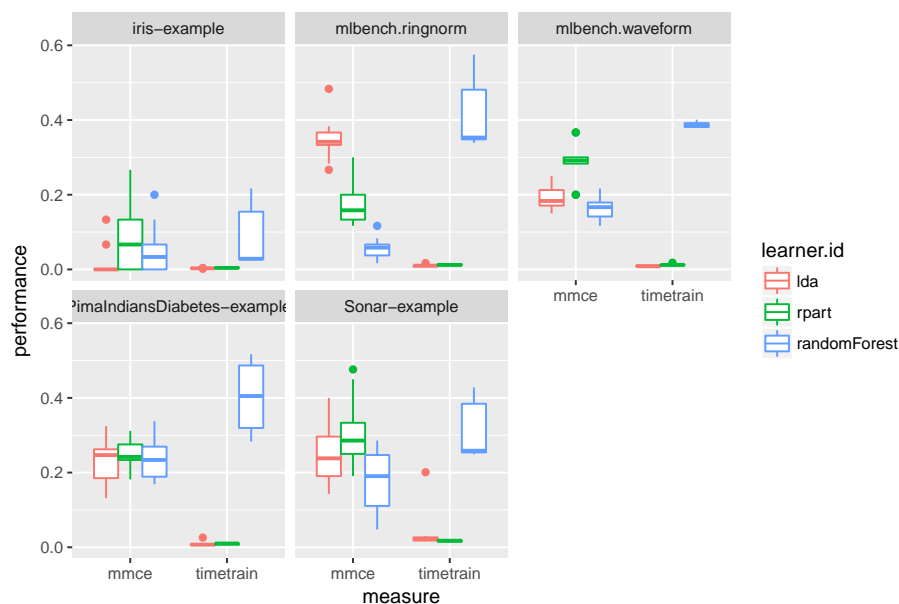 iris−example
mlbench.ringnorm
mlbench.waveform
0.6
0.4
0.2
0.0
mmce
timetrain
PimaIndiansDiabetes−example
Sonar−example
0.6
0.4
0.2
0.0
mmce
timetrain
mmce
timetrain
measure
performance
learner.id
lda
rpart
randomForest